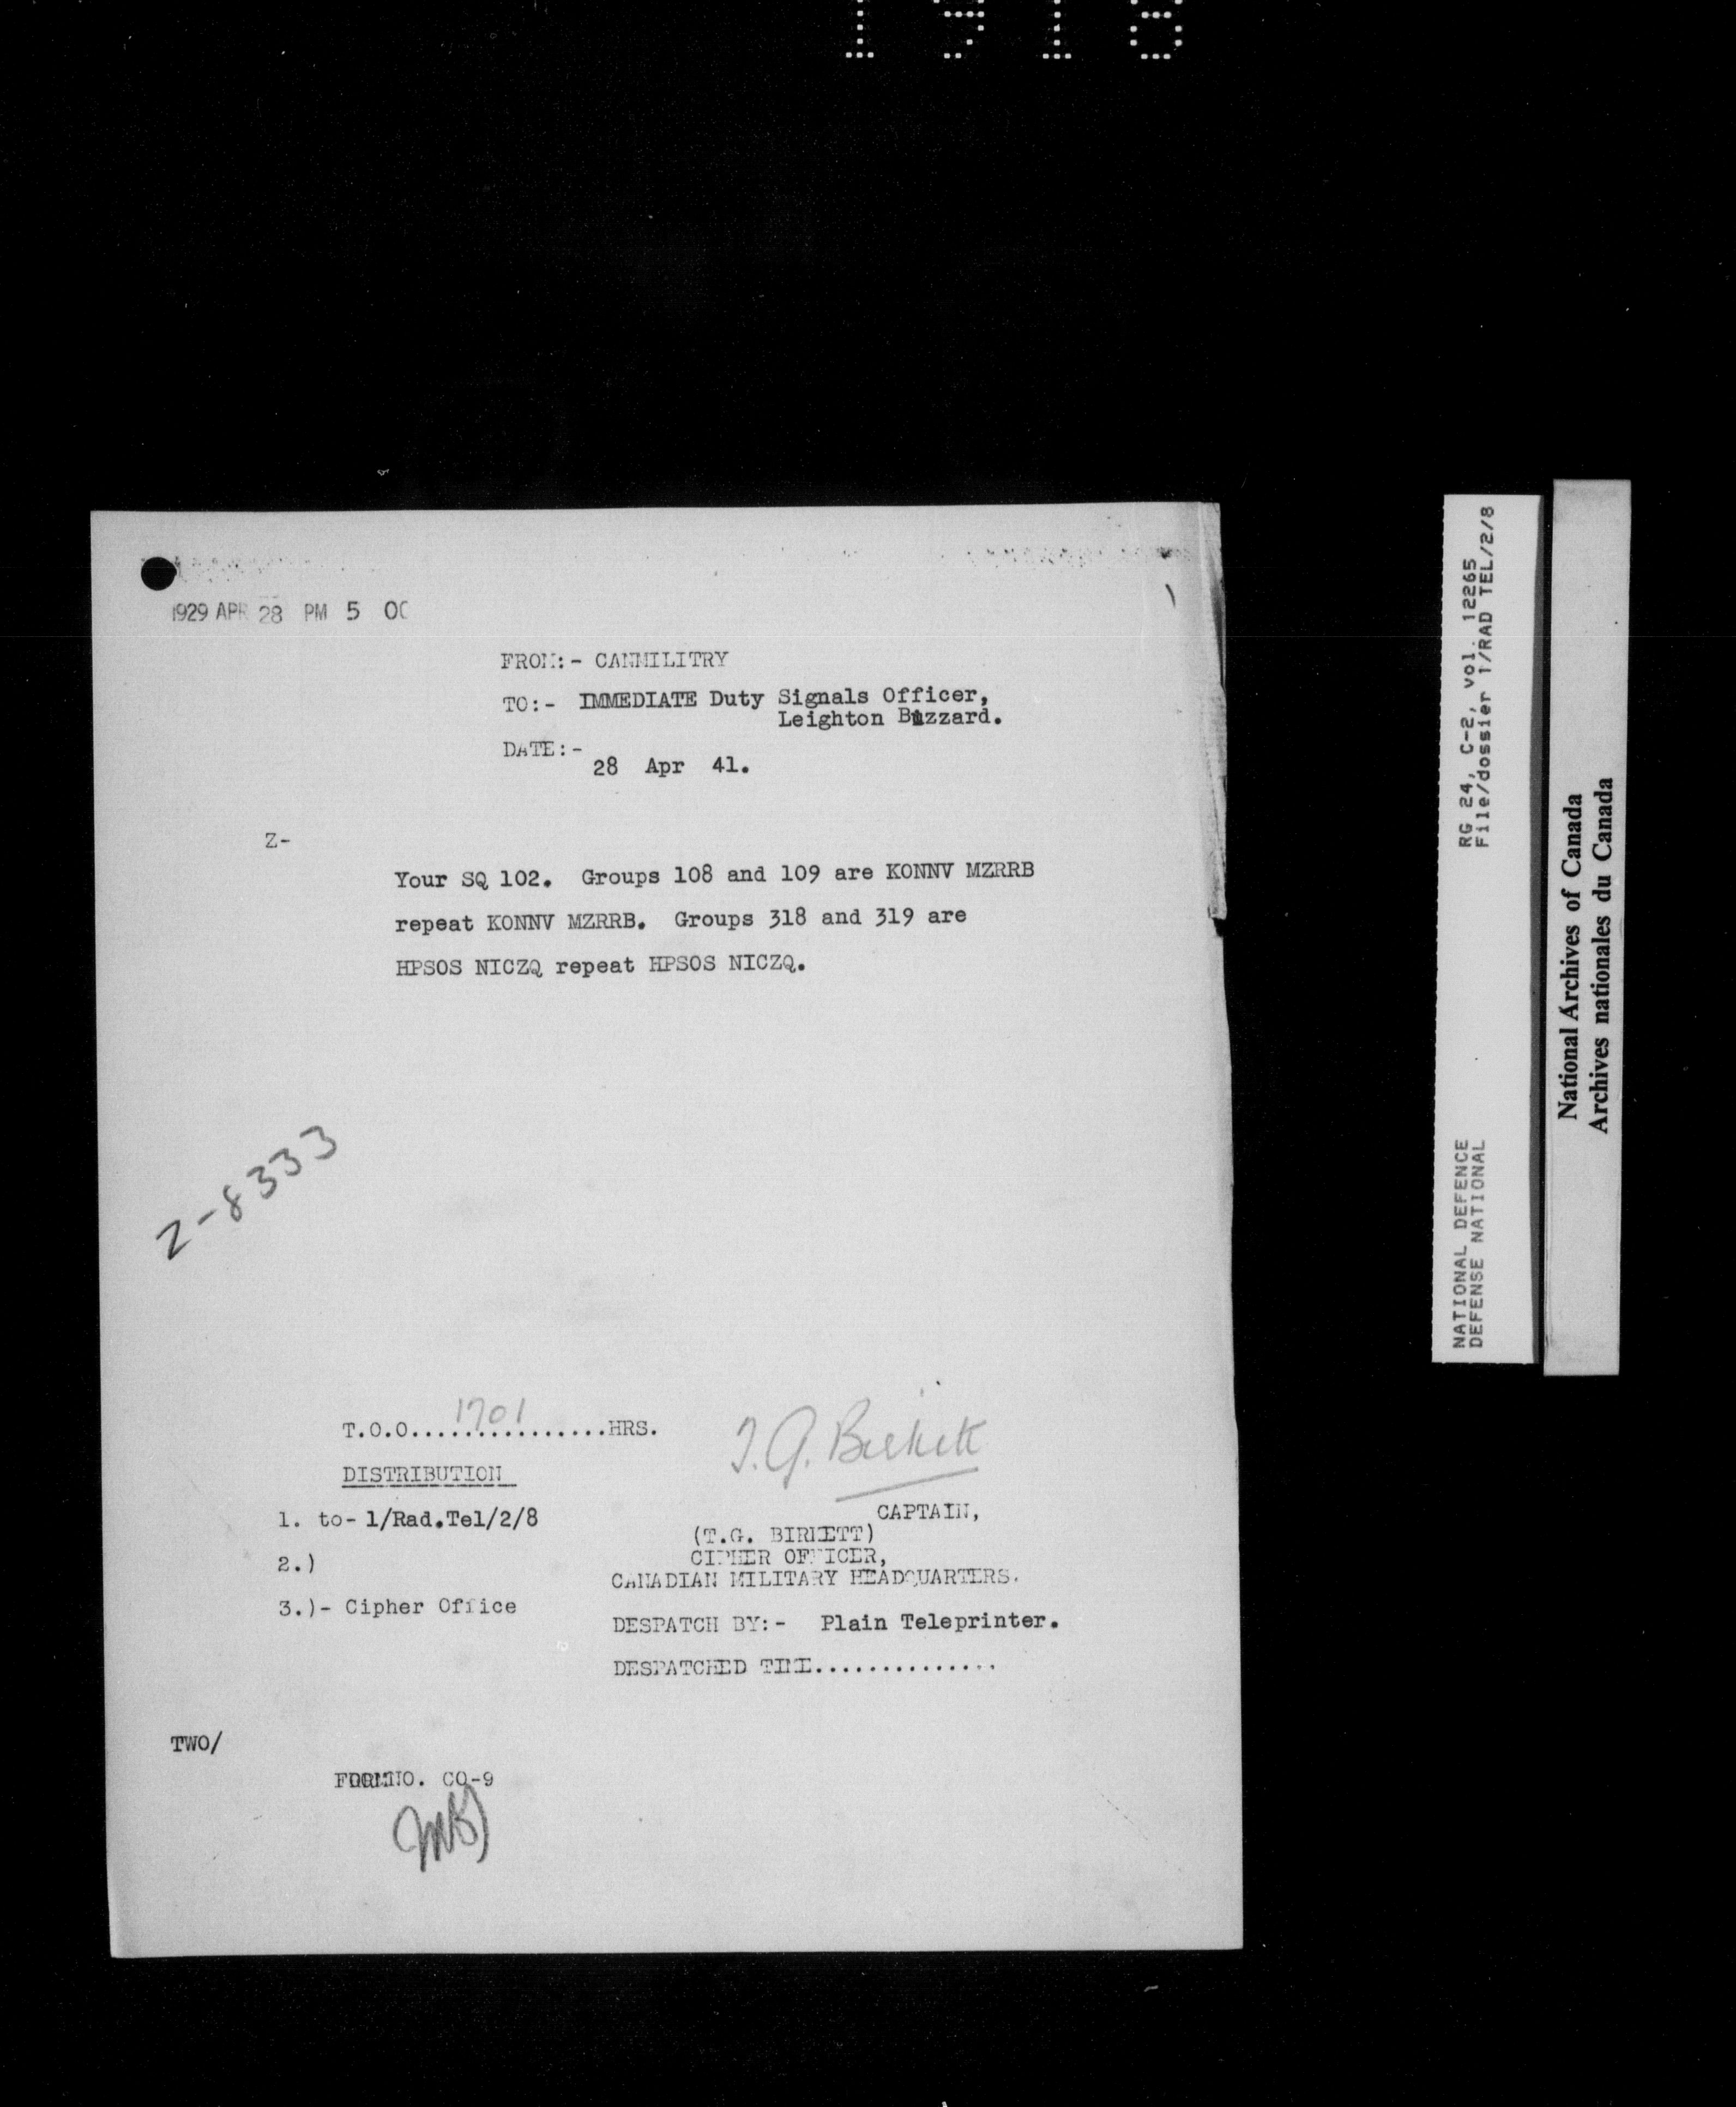 1918
1929 APR 28 PM 5 00
FROM:- CANMILITRY
TO:- IMMEDIATE Duty Signals Officer,
Leighton Buzzard.
DATE:-
28 Apr 41.
Z-
Your SQ 102. Groups 108 and 109 are KONNV MZRRB
repeat KONNV MZRRB. Groups 318 and 319 are
HPSOS NICZQ repeat HPSOS NICZQ.
Z-8333
T.O.O....1701....HRS.
T.G. Birkett
DISTRIBUTION
1. to- 1/Rad.Tel/2/8
2.)
3.)- Cipher Office
CAPTAIN,
(T.G. BIRKETT)
CIPHER OFFICER,
CANADIAN MILITARY HEADQUARTERS.
DESPATCH BY:- Plain Teleprinter.
DESPATCHED TIME..............
TWO/
FORM NO. CO-9
NATIONAL DEFENCE RG 24, C-2, vol. 12265
DEFENSE NATIONAL File/dossier 1/RAD TEL/2/8
National Archives of Canada
Archives nationales du Canada